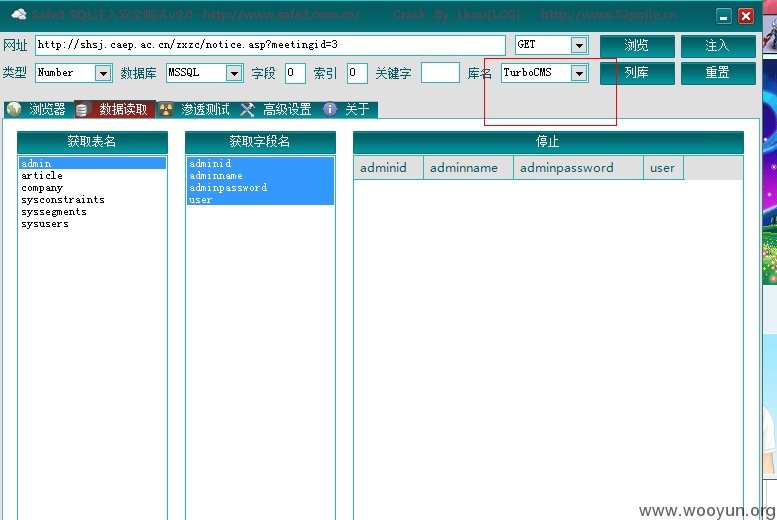 Safe3 SQL注入安全测试v9.0 -http://www.safe3.com.cn/ Crack By Lkou[LCG] http://www.52pojie.cn
网址 http://shsj.caep.ac.cn/zxzc/notice.asp?meetingid=3 GET 浏览 注入
类型 Number 数据库 MSSQL 字段 0 索引 0 关键字 库名 TurboCMS 列库 重置
浏览器 数据读取 渗透测试 高级设置 关于
获取表名 获取字段名 停止
admin adminid adminid adminname adminpassword user
article adminname
company adminpassword
sysconstraints user
syssegments
sysusers
www.wooyun.org